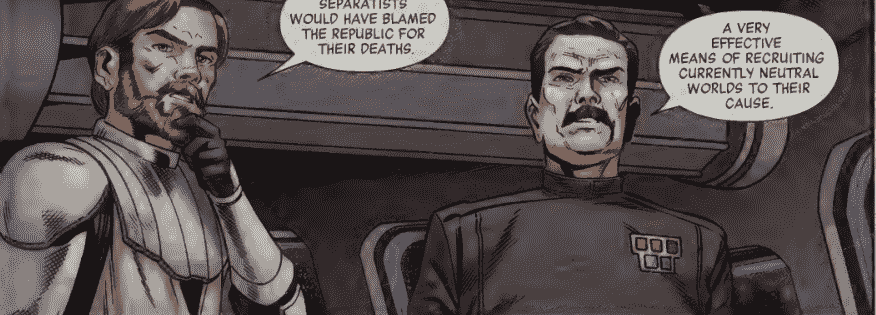 SEPARATISTS
WOULD HAVE BLAMED
THE REPUBLIC FOR
THEIR DEATHS.
A VERY
EFFECTIVE
MEANS OF RECRUITING
CURRENTLY NEUTRAL
WORLDS TO THEIR
CAUSE.